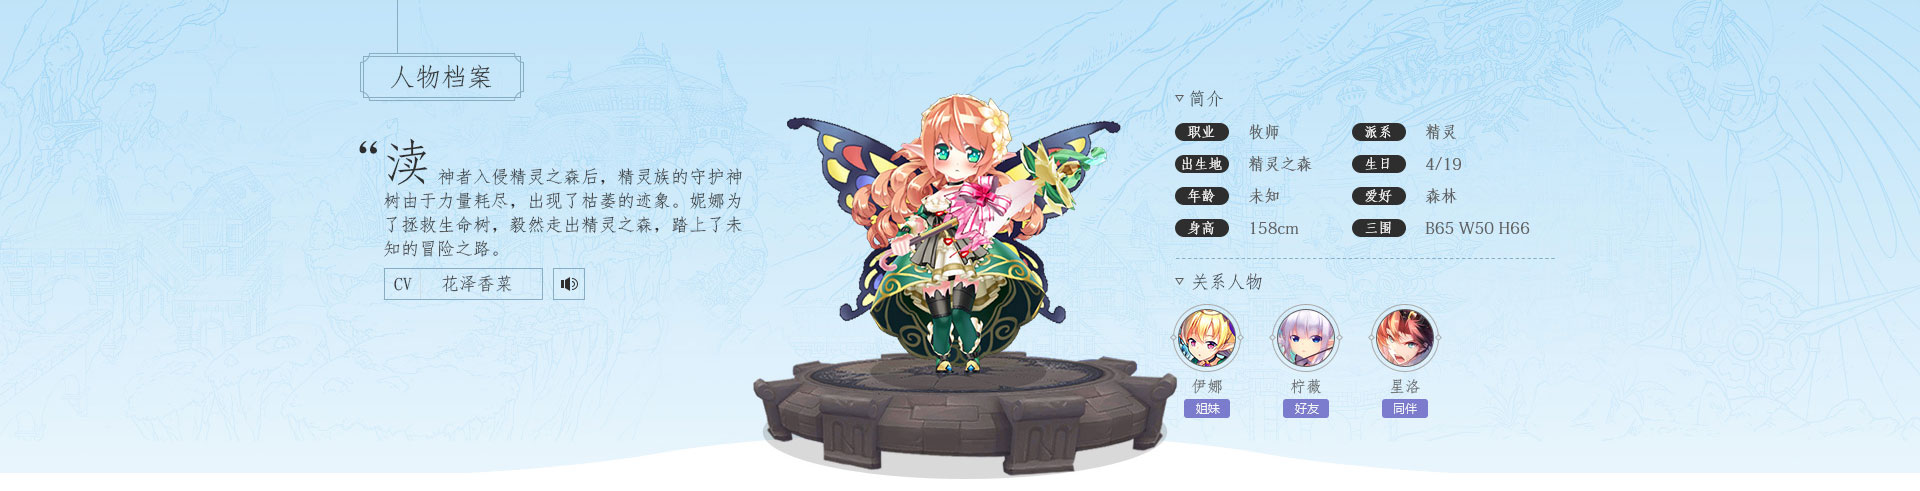 人物档案
“渎神者入侵精灵之森后，精灵族的守护神
树由于力量耗尽，出现了枯萎的迹象。妮娜为
了拯救生命树，毅然走出精灵之森，踏上了未
知的冒险之路。
CV 花泽香菜
简介
职业 牧师 派系 精灵
出生地 精灵之森 生日 4/19
年龄 未知 爱好 森林
身高 158cm 三围 B65 W50 H66
关系人物
伊娜 柠薇 星洛
姐妹 好友 同伴